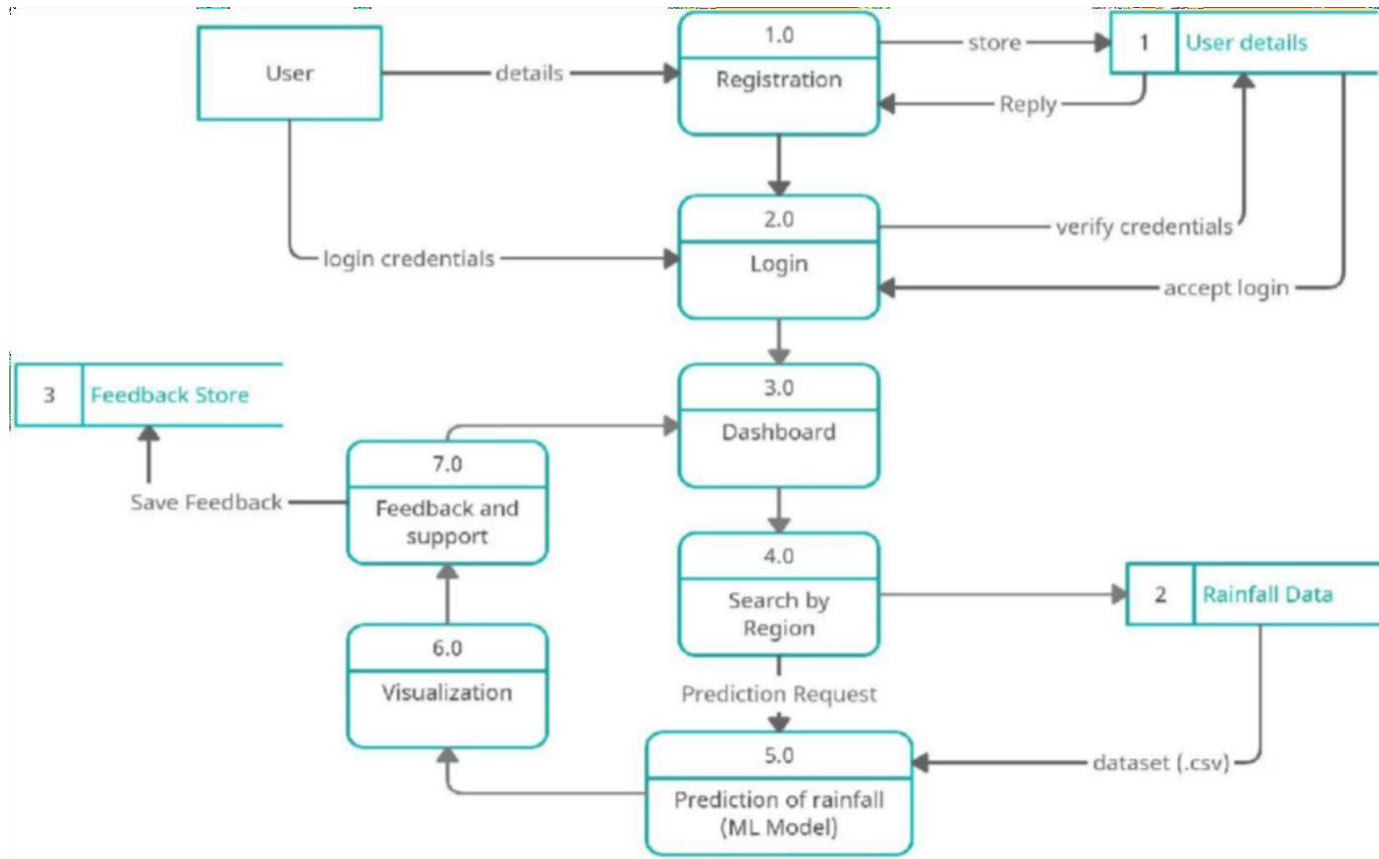 User
details
1.0
Registration
store
1
User details
Reply
2.0
Login
login credentials
verify credentials
accept login
3
Feedback Store
3.0
Dashboard
7.0
Feedback and
support
Save Feedback
4.0
Search by
Region
2
Rainfall Data
6.0
Visualization
Prediction Request
5.0
Prediction of rainfall
(ML Model)
dataset (.csv)